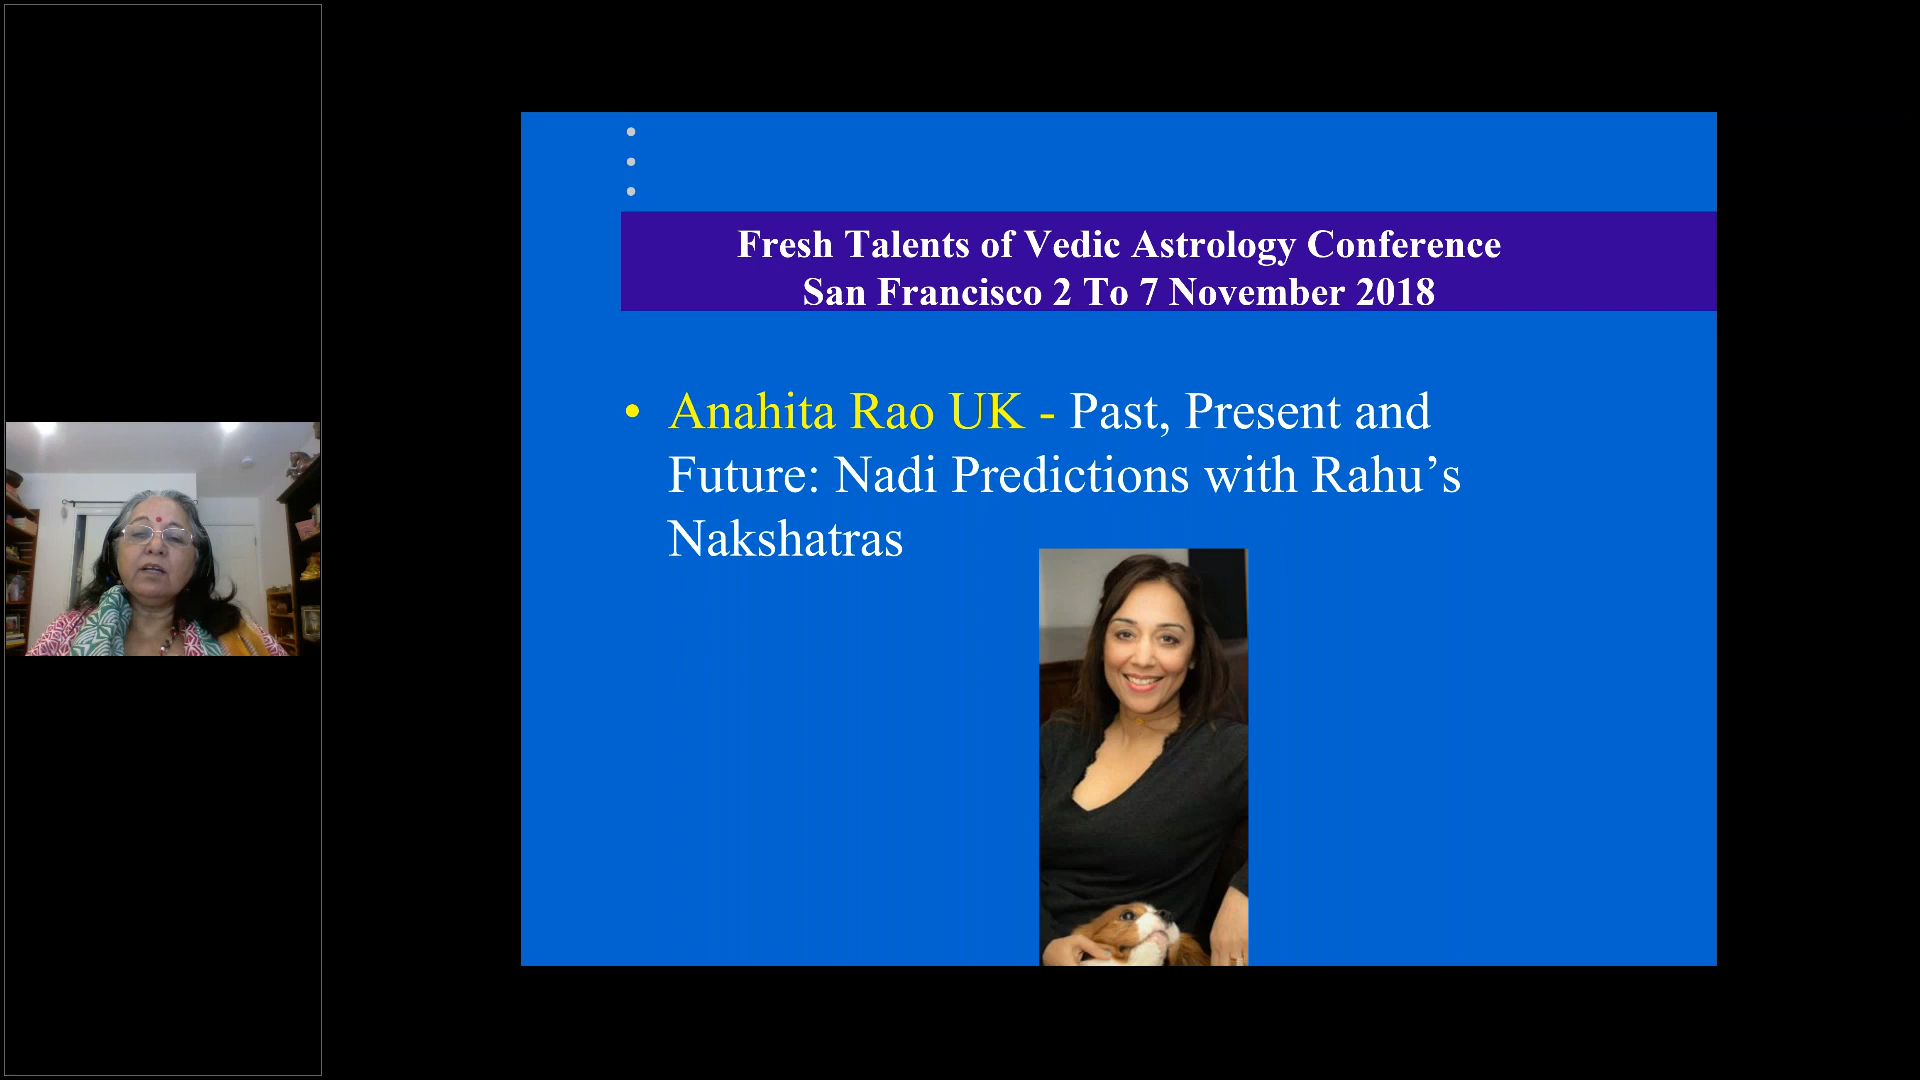 Fresh Talents of Vedic Astrology Conference
San Francisco 2 To 7 November 2018
• Anahita Rao UK - Past, Present and
Future: Nadi Predictions with Rahu’s
Nakshatras